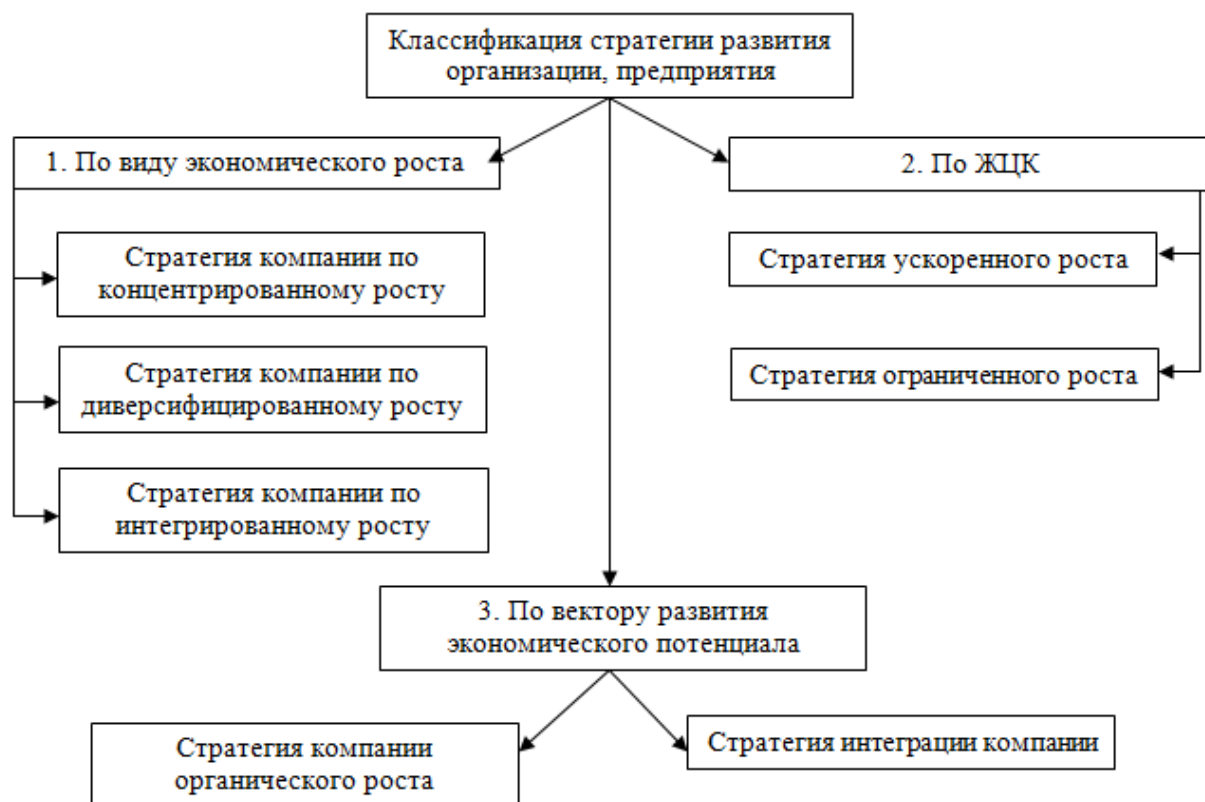 Классификация стратегии развития
организации, предприятия
1. По виду экономического роста
2. По ЖЦК
Стратегия компании по
концентрированному росту
Стратегия ускоренного роста
Стратегия компании по
диверсифицированному росту
Стратегия ограниченного роста
Стратегия компании по
интегрированному росту
3. По вектору развития
экономического потенциала
Стратегия компании
органического роста
Стратегия интеграции компании